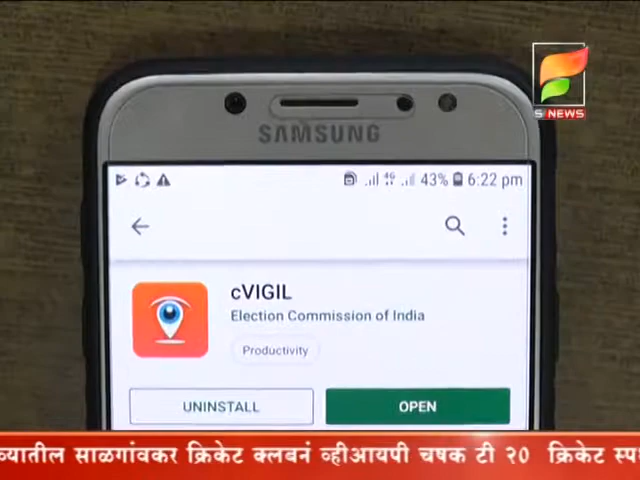 S NEWS
SAMSUNG
4G 43% 6:22 pm
cVIGIL
Election Commission of India
Productivity
UNINSTALL OPEN
साळगांवकर क्रिकेट क्लबनं व्हीआयपी चषक टी २० क्रिकेट